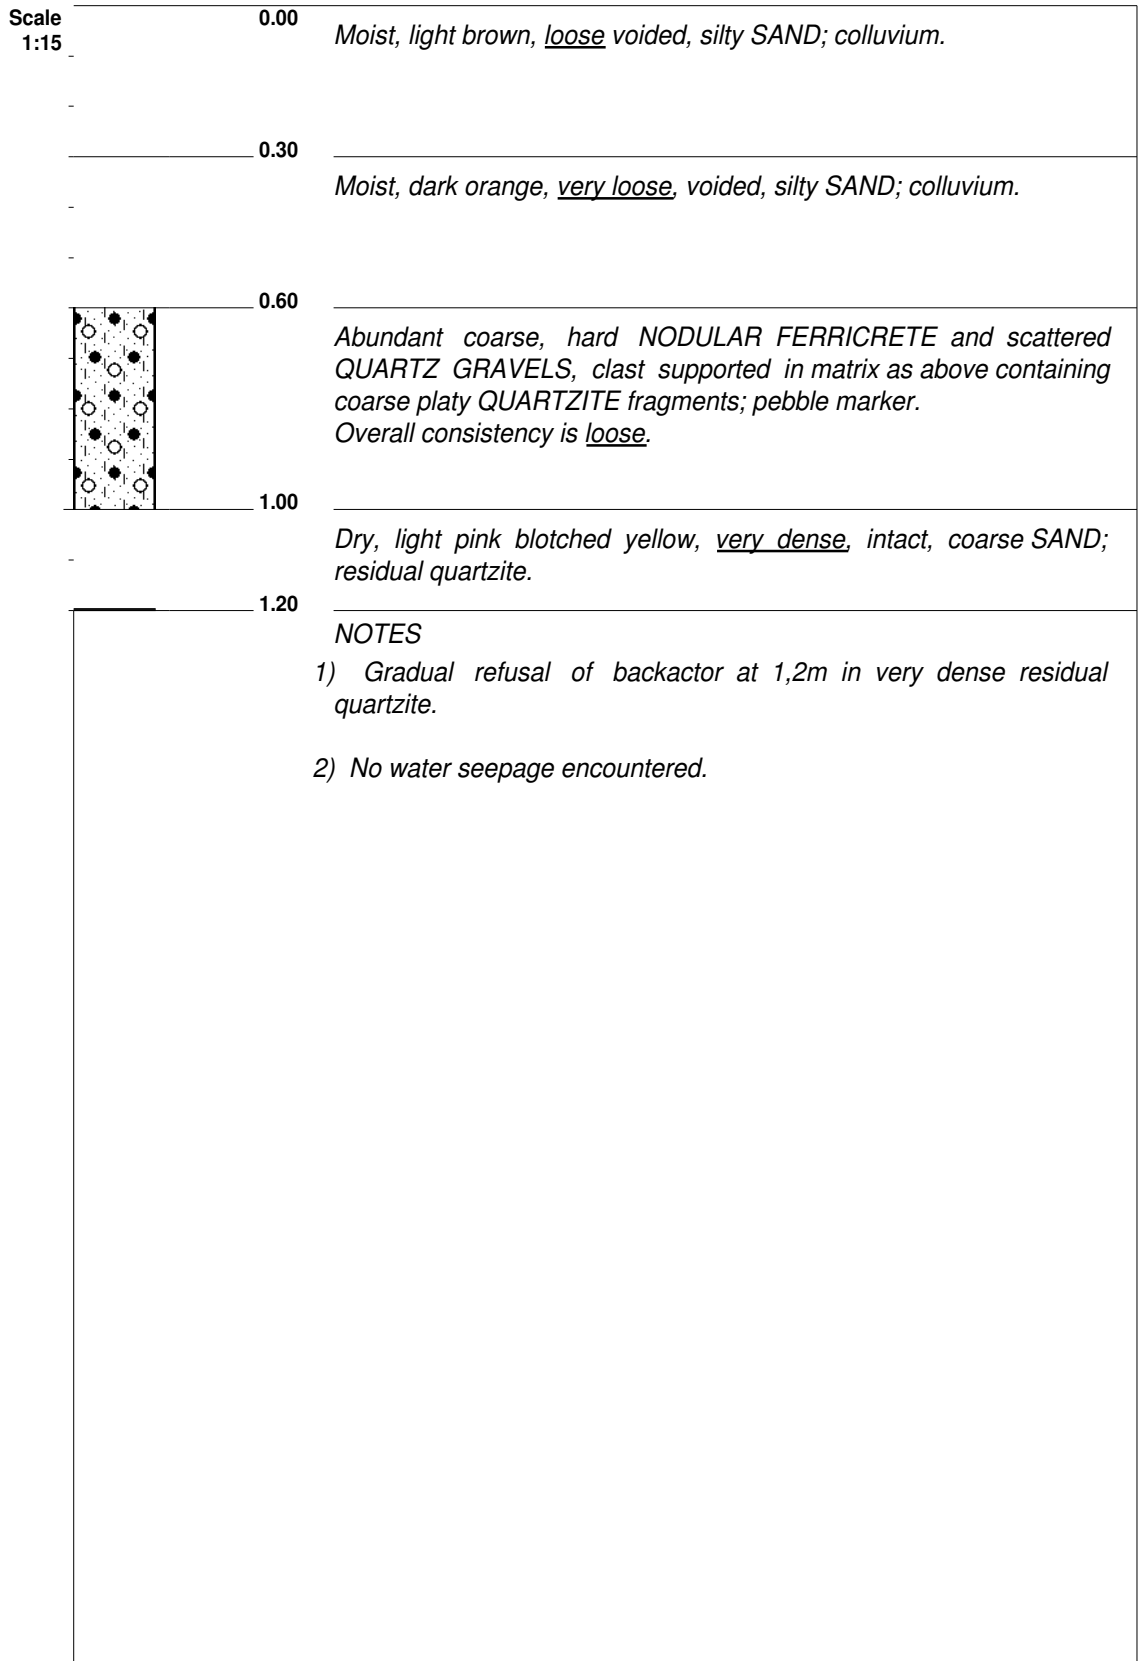 Scale
1:15
0.00
Moist, light brown, loose voided, silty SAND; colluvium.
0.30
Moist, dark orange, very loose, voided, silty SAND; colluvium.
0.60
Abundant coarse, hard NODULAR FERRICRETE and scattered
QUARTZ GRAVELS, clast supported in matrix as above containing
coarse platy QUARTZITE fragments; pebble marker.
Overall consistency is loose.
1.00
Dry, light pink blotched yellow, very dense, intact, coarse SAND;
residual quartzite.
1.20
NOTES
1) Gradual refusal of backactor at 1,2m in very dense residual
quartzite.
2) No water seepage encountered.